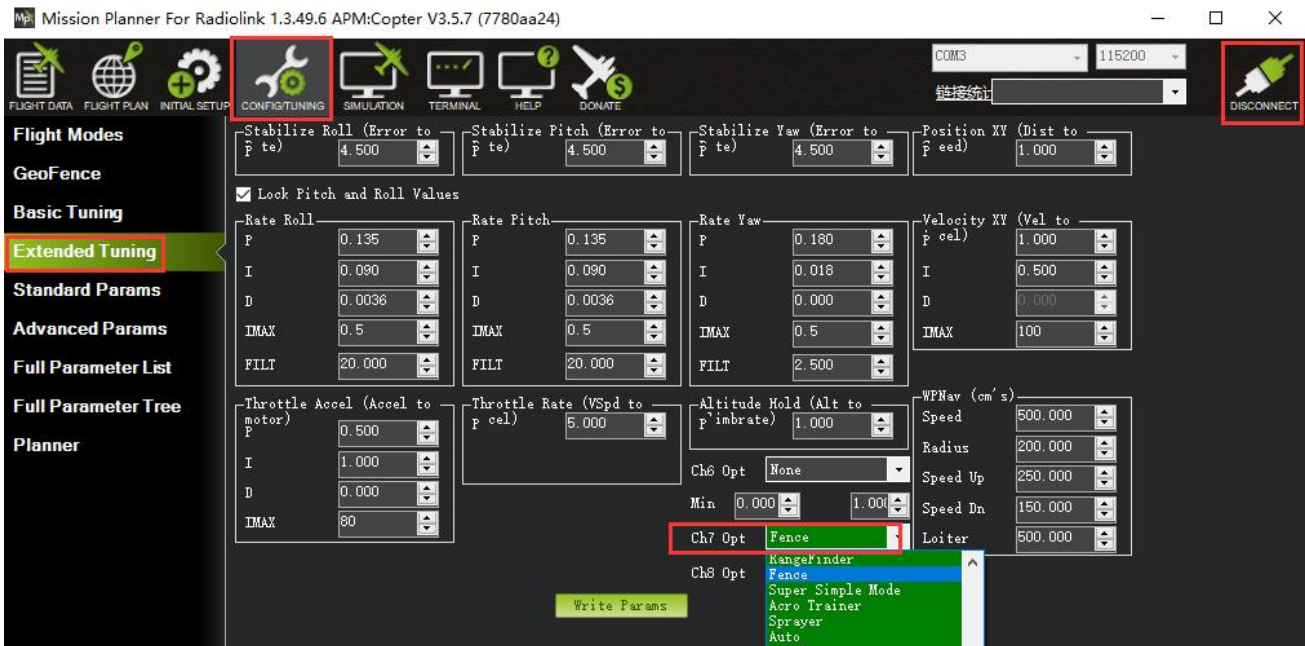 Mission Planner For Radiolink 1.3.49.6 APM:Copter V3.5.7 (7780aa24)
FLIGHT DATA FLIGHT PLAN INITIAL SETUP CONFIG/TUNING SIMULATION TERMINAL HELP DONATE
COM3 115200
链接统计
DISCONNECT
Flight Modes
GeoFence
Basic Tuning
Extended Tuning
Standard Params
Advanced Params
Full Parameter List
Full Parameter Tree
Planner
Stabilize Roll (Error to
P te) 4.500
Stabilize Pitch (Error to
P te) 4.500
Stabilize Yaw (Error to
P te) 4.500
Position XY (Dist to
P eed) 1.000
Lock Pitch and Roll Values
Rate Roll
P 0.135
I 0.090
D 0.0036
IMAX 0.5
FILT 20.000
Rate Pitch
P 0.135
I 0.090
D 0.0036
IMAX 0.5
FILT 20.000
Rate Yaw
P 0.180
I 0.018
D 0.000
IMAX 0.5
FILT 2.500
Velocity XY (Vel to
P cel) 1.000
I 0.500
D 0.000
IMAX 100
Throttle Accel (Accel to
motor)
P 0.500
I 1.000
D 0.000
IMAX 80
Throttle Rate (VSpd to
P cel) 5.000
Altitude Hold (Alt to
P imbrate) 1.000
Ch6 Opt None
Min 0.000 1.00
Ch7 Opt Fence
Ch8 Opt
RangeFinder
Fence
Super Simple Mode
Acro Trainer
Sprayer
Auto
WPNav (cm's)
Speed 500.000
Radius 200.000
Speed Up 250.000
Speed Dn 150.000
Loiter 500.000
Write Params